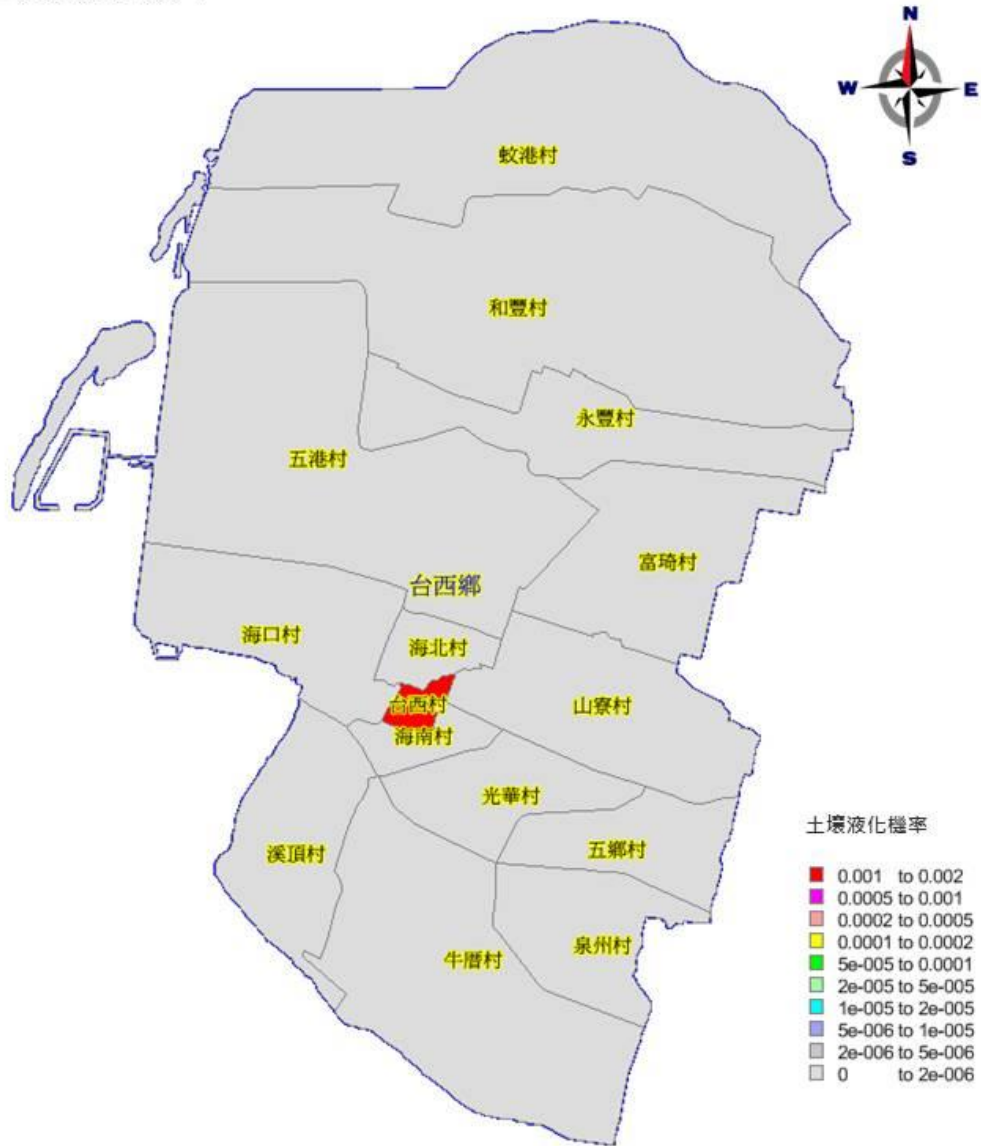 N
W E
S
蚊港村
和豐村
永豐村
五港村
富琦村
台西鄉
海口村
海北村
台西村
山寮村
海南村
光華村
溪頂村
五鄉村
牛厝村
泉州村
土壤液化機率
0.001 to 0.002
0.0005 to 0.001
0.0002 to 0.0005
0.0001 to 0.0002
5e-005 to 0.0001
2e-005 to 5e-005
1e-005 to 2e-005
5e-006 to 1e-005
2e-006 to 5e-006
0 to 2e-006